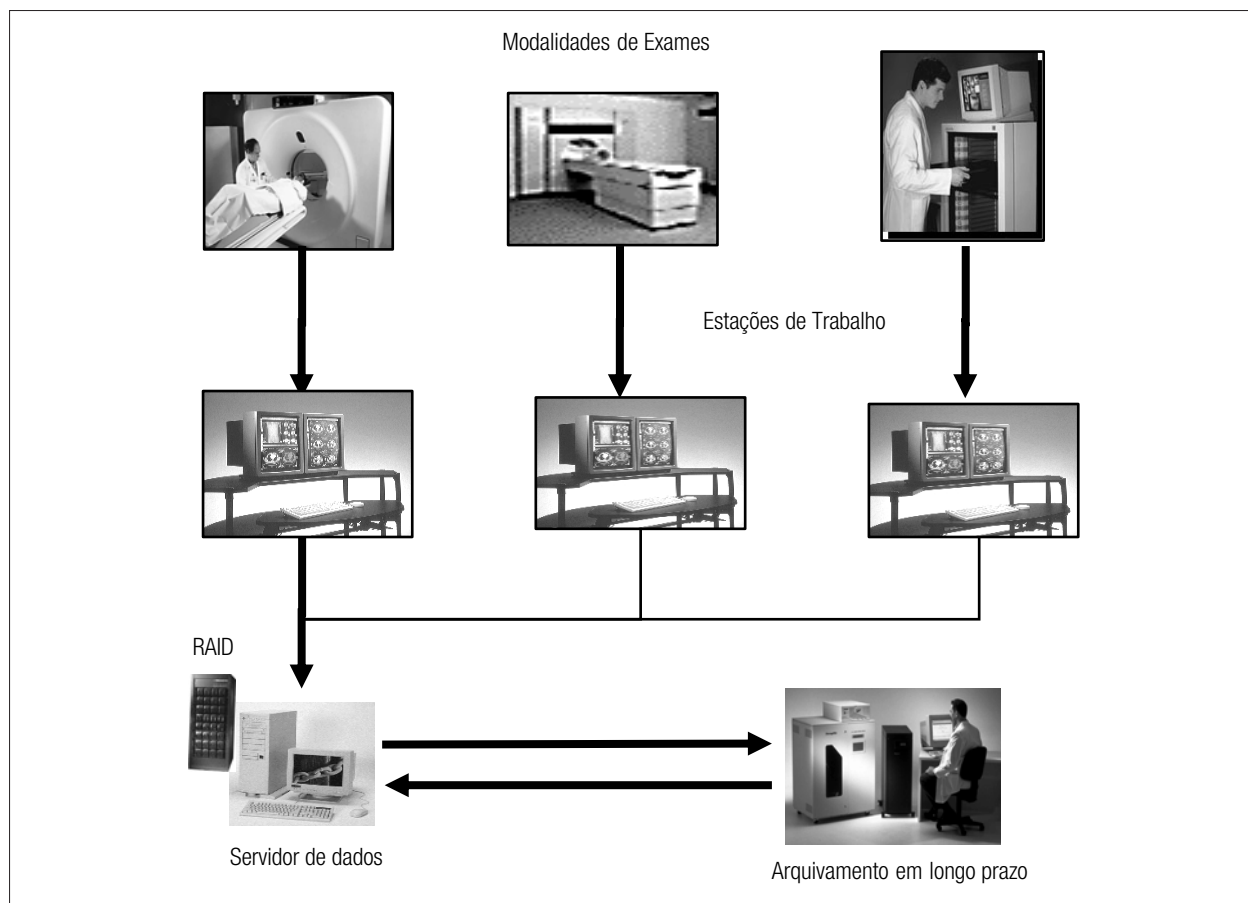 Modalidades de Exames
Estações de Trabalho
RAID
Servidor de dados
Arquivamento em longo prazo